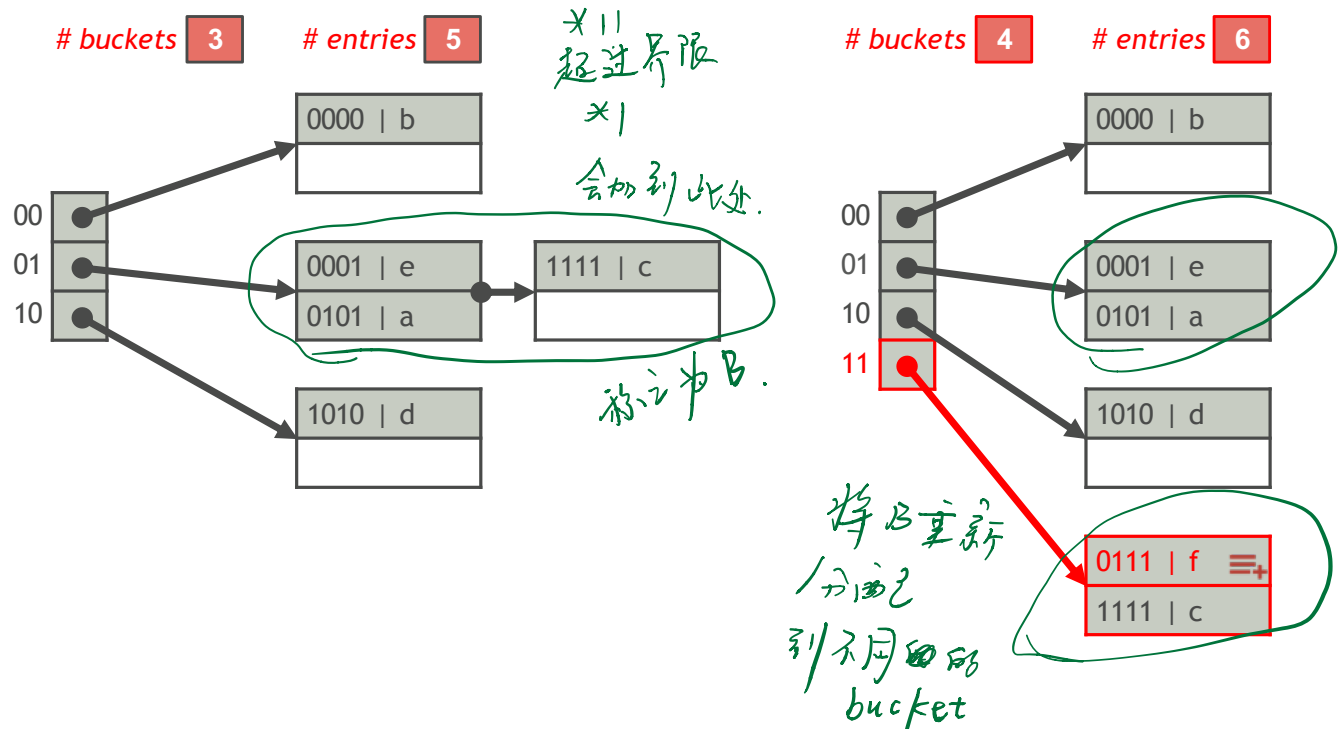 # buckets 3 # entries 5
*11
超过界限
*1
会加到此处.
0000 | b
00
01
10
0001 | e
0101 | a
1111 | c
称之为B.
1010 | d
# buckets 4 # entries 6
0000 | b
00
01
10
11
0001 | e
0101 | a
1010 | d
将B重新
分配
到不同的
bucket
0111 | f
1111 | c